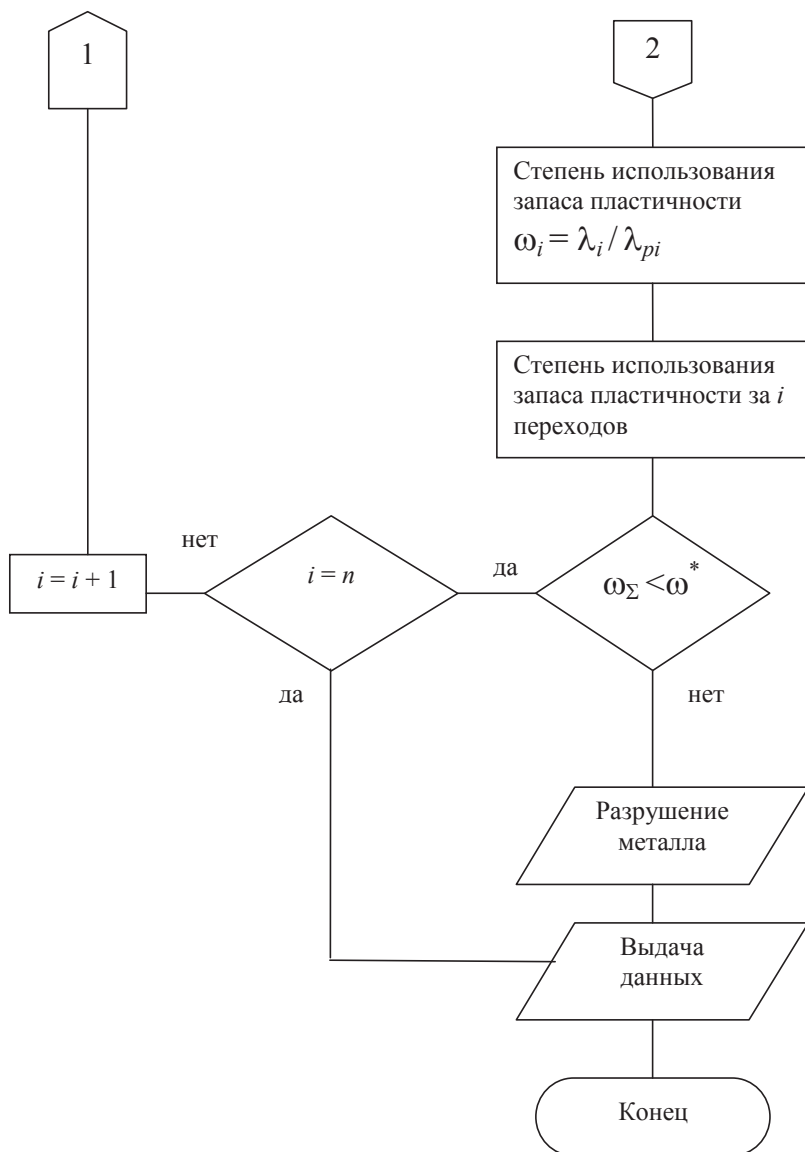 1
2
Степень использования
запаса пластичности
ωᵢ = λᵢ / λₚᵢ
Степень использования
запаса пластичности за i
переходов
нет
i = i + 1
i = n
да
ω_Σ <ω*
да
нет
Разрушение
металла
Выдача
данных
Конец